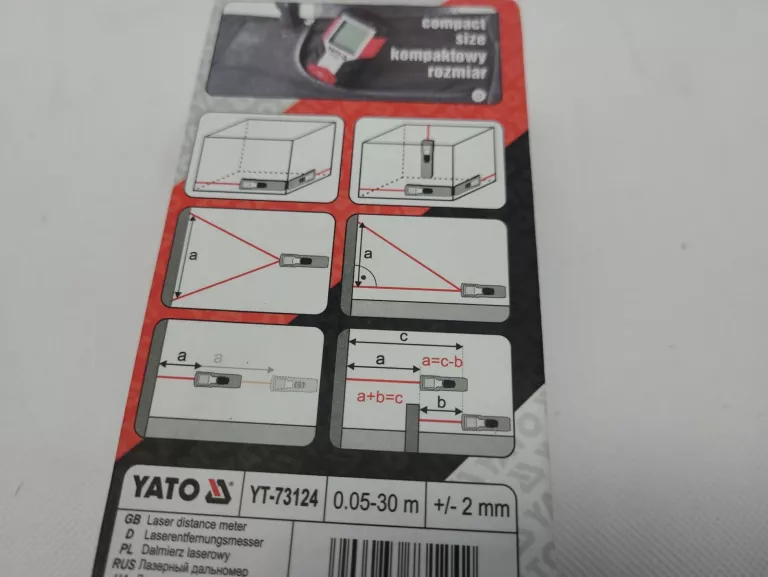 compact
size
kompaktowy
rozmiar
YATO
a
a
a
a
c
a
a=c-b
a+b=c
b
YATO ®
YT-73124
0.05-30 m
+/- 2 mm
GB Laser distance meter
D Laserentfernungsmesser
PL Dalmierz laserowy
RUS Лазерный дальномер